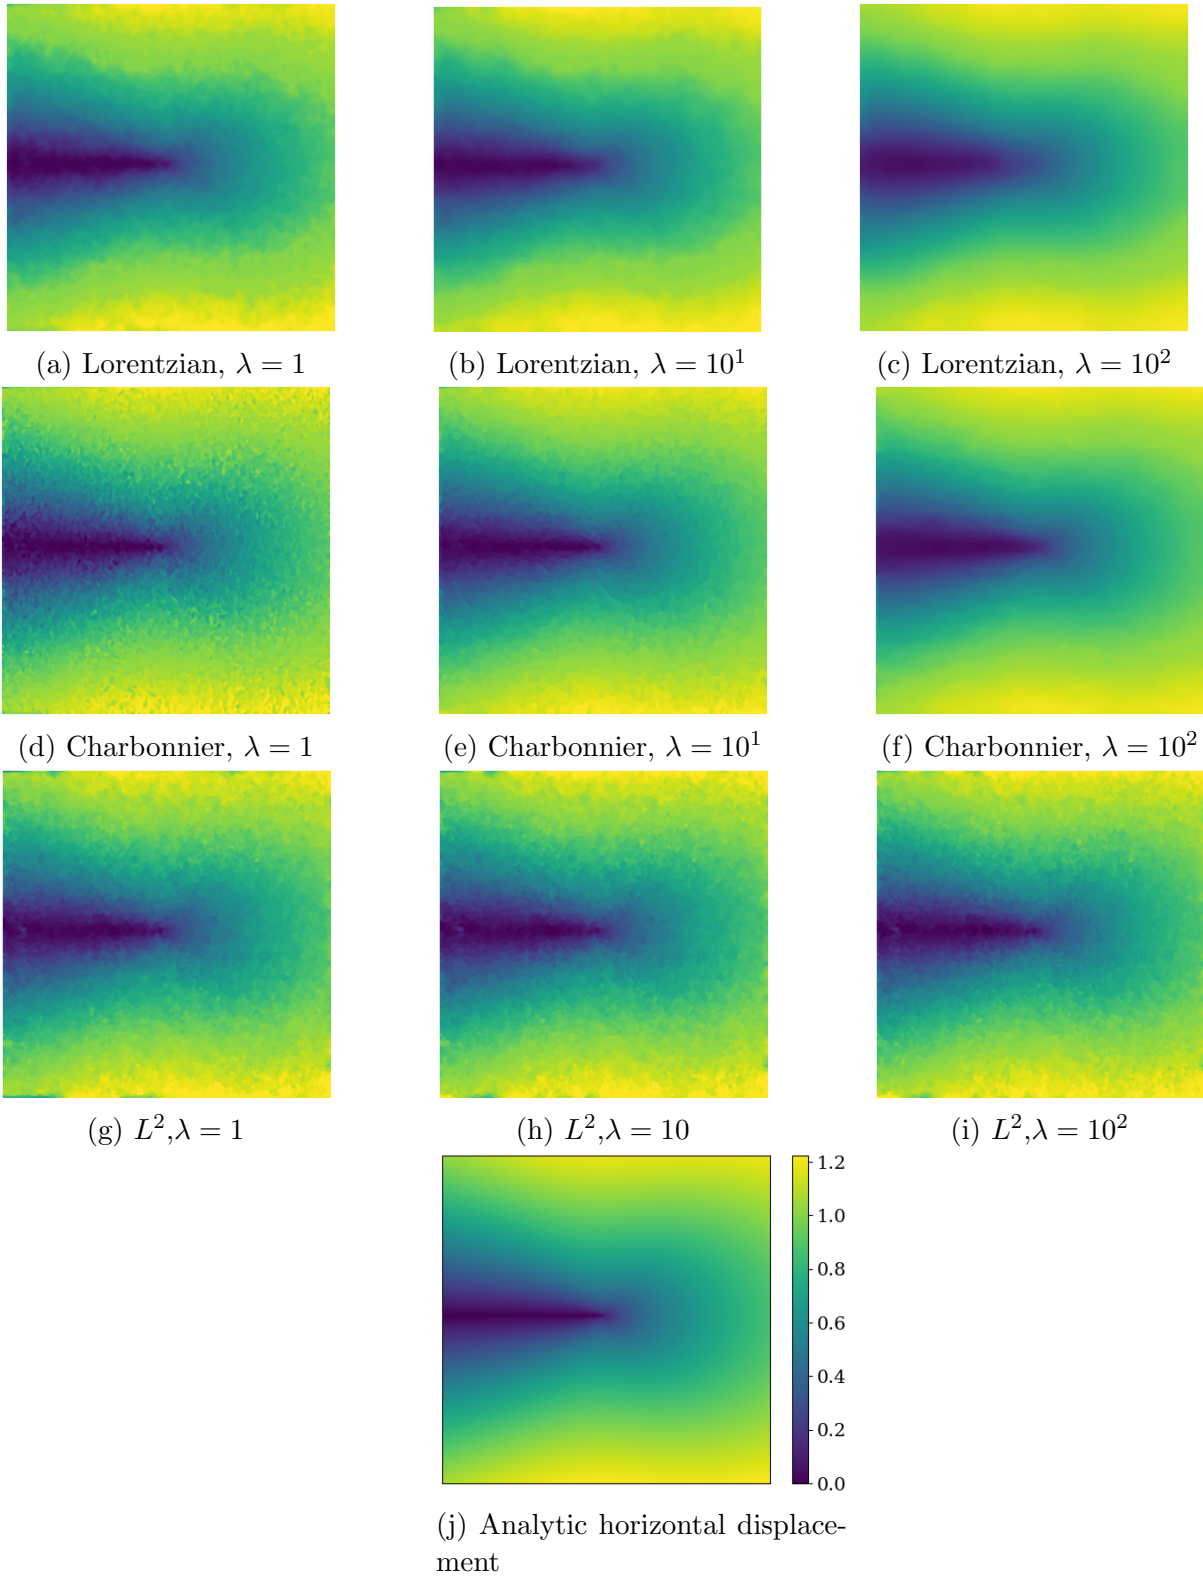 (a) Lorentzian, λ = 1
(b) Lorentzian, λ = 10¹
(c) Lorentzian, λ = 10²
(d) Charbonnier, λ = 1
(e) Charbonnier, λ = 10¹
(f) Charbonnier, λ = 10²
(g) L²,λ = 1
(h) L²,λ = 10
(i) L²,λ = 10²
1.2
1.0
0.8
0.6
0.4
0.2
0.0
(j) Analytic horizontal displace-
ment